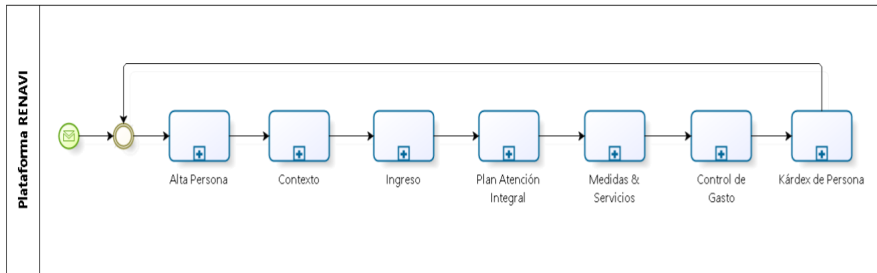 Plataforma RENAVI
Alta Persona
Contexto
Ingreso
Plan Atención
Integral
Medidas &
Servicios
Control de
Gasto
Kárdex de Persona